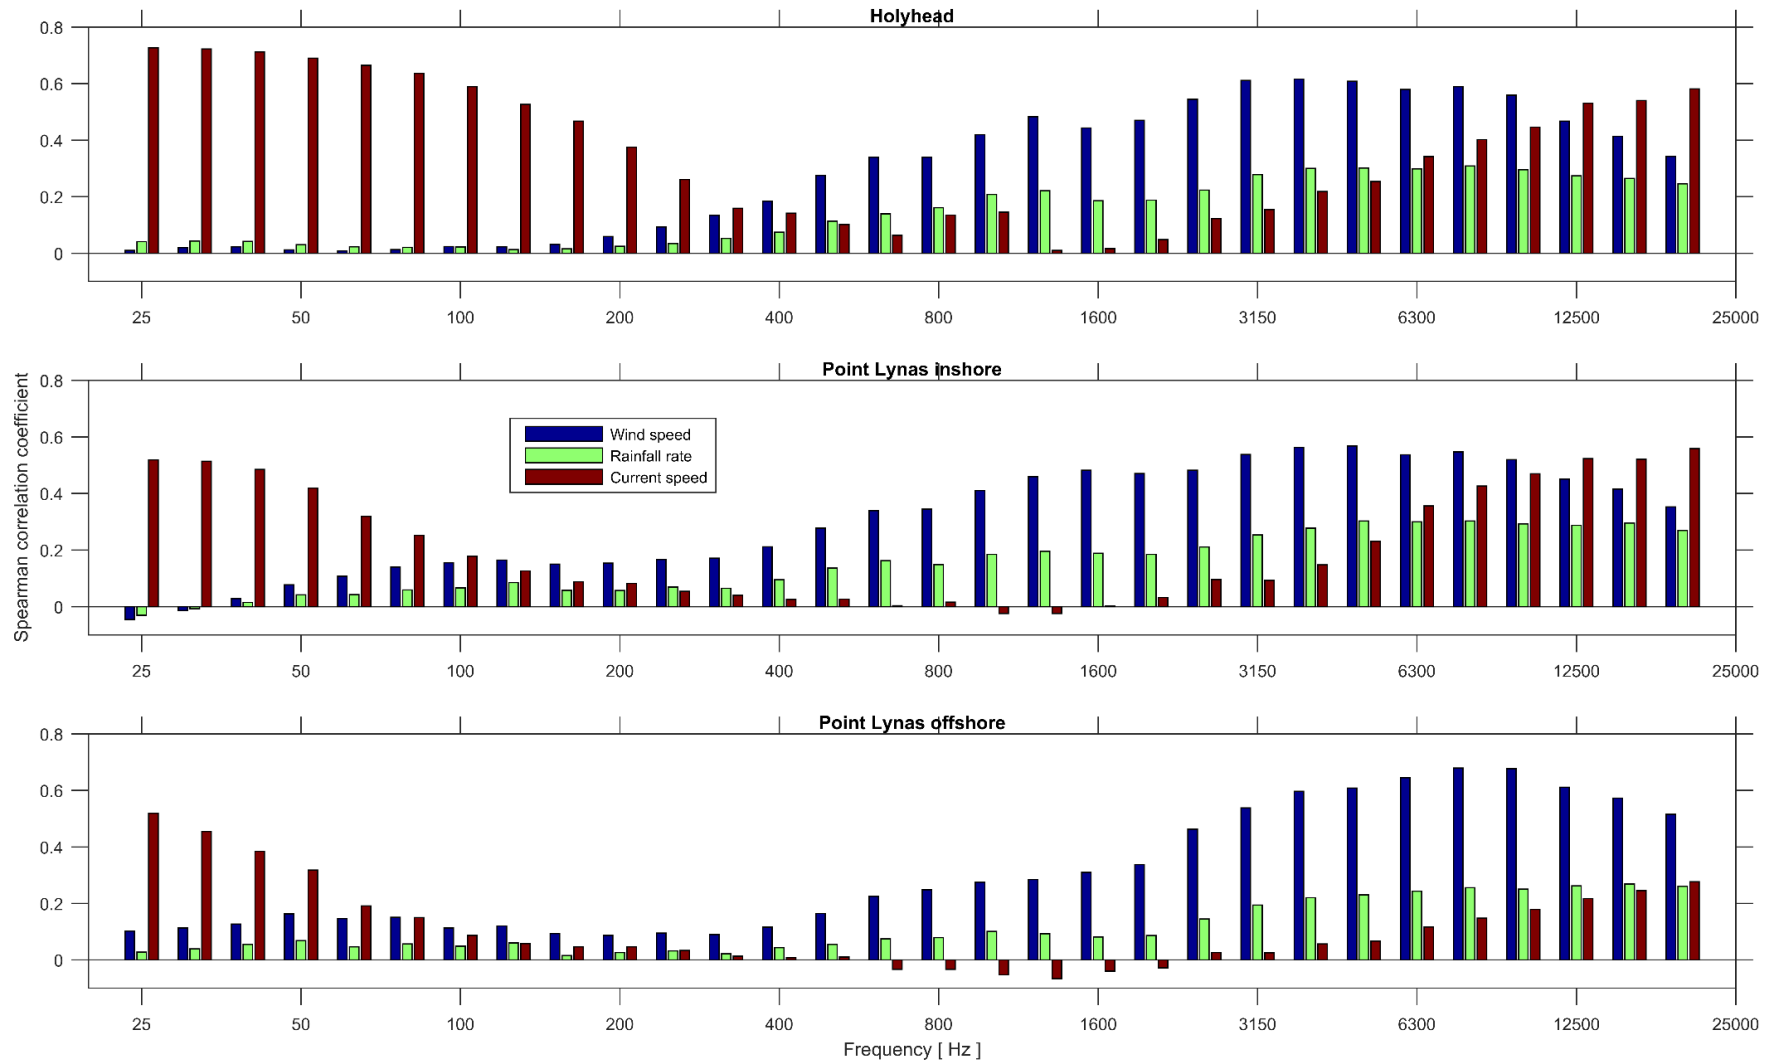 Holyhead
0.8
0.6
0.4
0.2
0
25 50 100 200 400 800 1600 3150 6300 12500 25000
Point Lynas inshore
Spearman correlation coefficient
0.8
0.6
0.4
0.2
0
Wind speed
Rainfall rate
Current speed
25 50 100 200 400 800 1600 3150 6300 12500 25000
Point Lynas offshore
0.8
0.6
0.4
0.2
0
25 50 100 200 400 800 1600 3150 6300 12500 25000
Frequency [ Hz ]